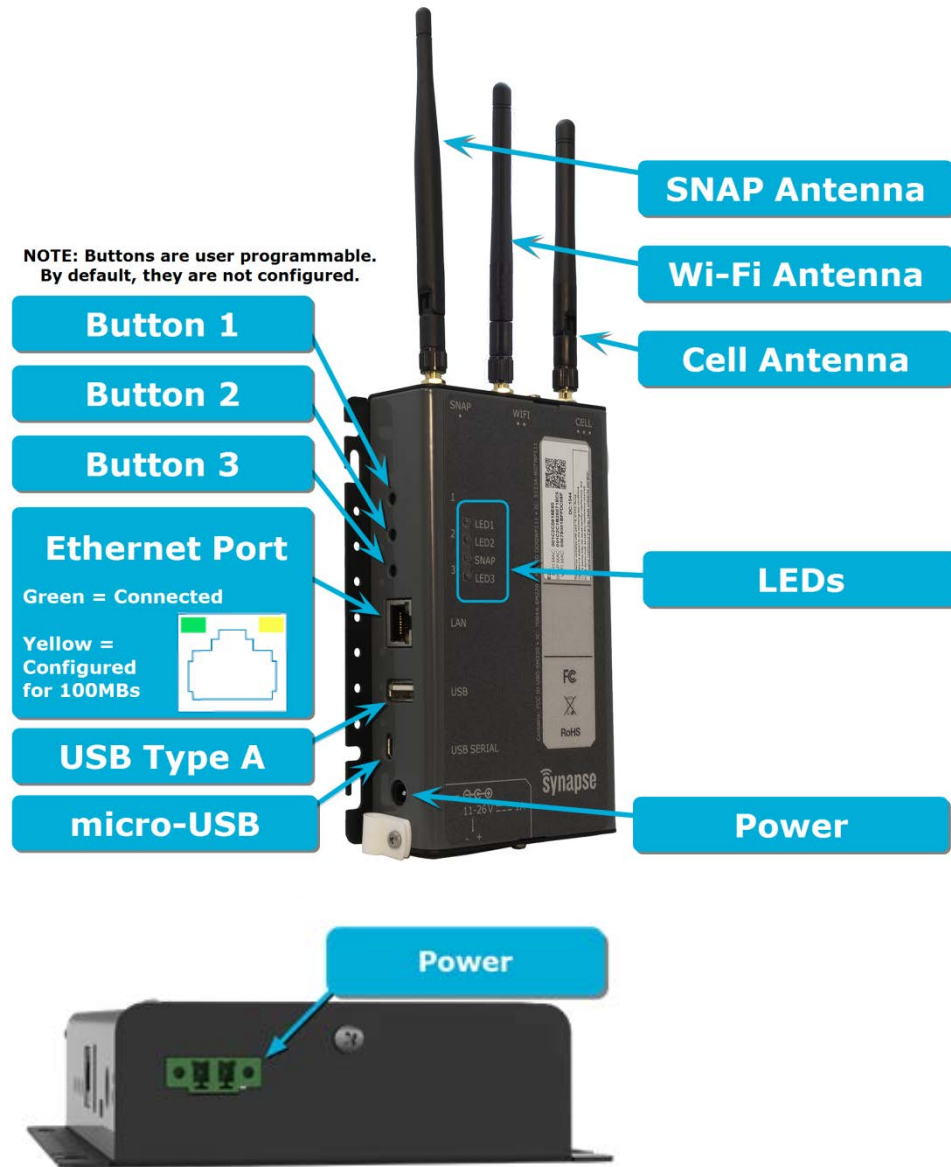 SNAP Antenna
Wi-Fi Antenna
Cell Antenna
NOTE: Buttons are user programmable.
By default, they are not configured.
Button 1
Button 2
Button 3
Ethernet Port
Green = Connected
Yellow =
Configured
for 100MBs
USB Type A
micro-USB
LEDs
Power
SNAP
WIFI
CELL
1
2
3
LED1
LED2
SNAP
LED3
LAN
USB
USB SERIAL
11-26V
- +
FC
RoHS
synapse
Power